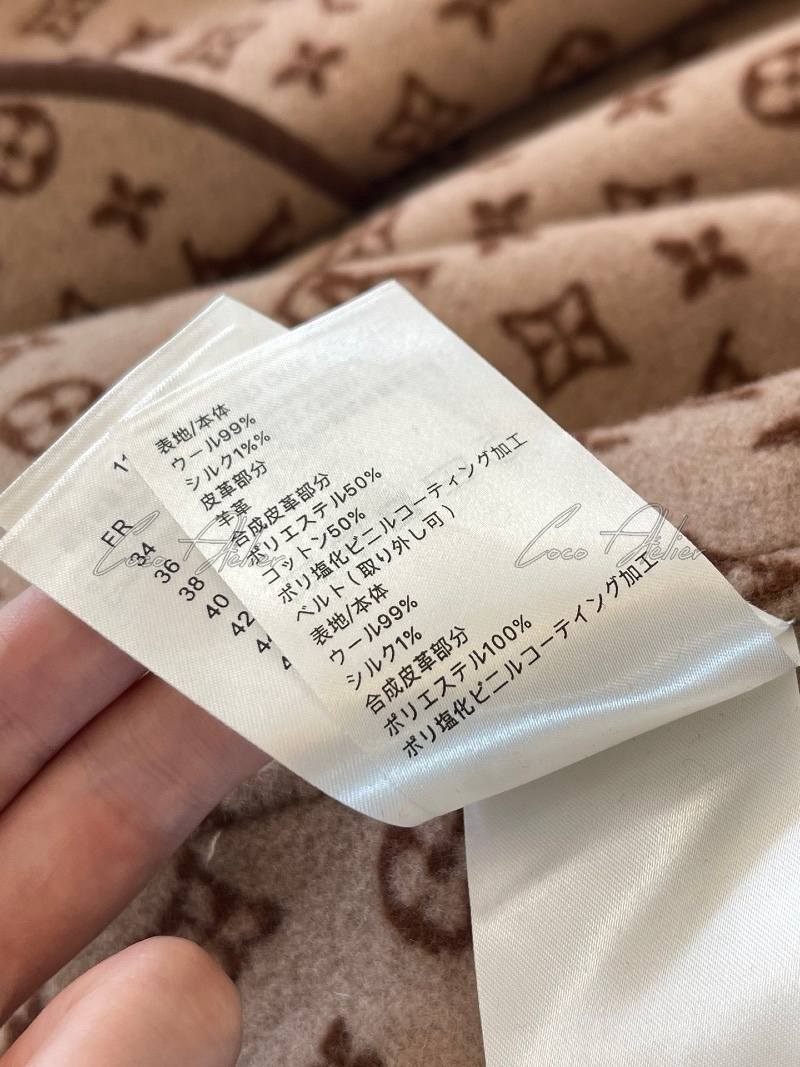 表地/本体
ウール99%
シルク1%%
皮革部分
羊革
合成皮革部分
ポリエステル50%
コットン50%
ポリ塩化ビニルコーティング加工
ベルト(取り外し可)
表地/本体
ウール99%
シルク1%
合成皮革部分
ポリエステル100%
ポリ塩化ビニルコーティング加工
FR
34
36
38
40
42
Coco Atelier
Coco Atelier